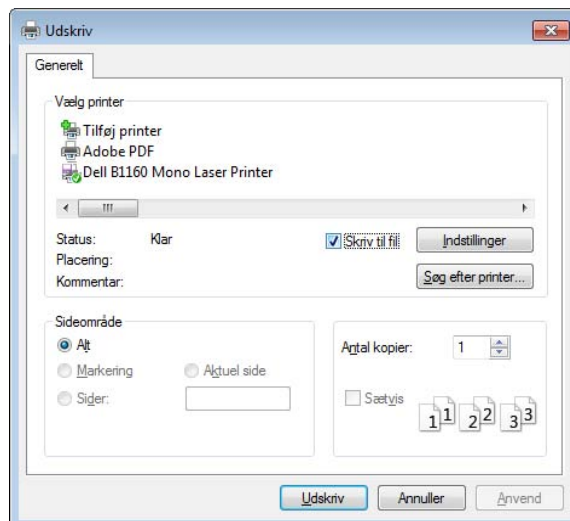 Udskriv
Generelt
Vælg printer
Tilføj printer
Adobe PDF
Dell B1160 Mono Laser Printer
Status: Klar
Skriv til fil
Indstillinger
Placering:
Kommentar:
Søg efter printer...
Sideområde
Alt
Markering
Aktuel side
Sider:
Antal kopier: 1
Sætvis
1 1 2 2 3 3
Udskriv Annuller Anvend